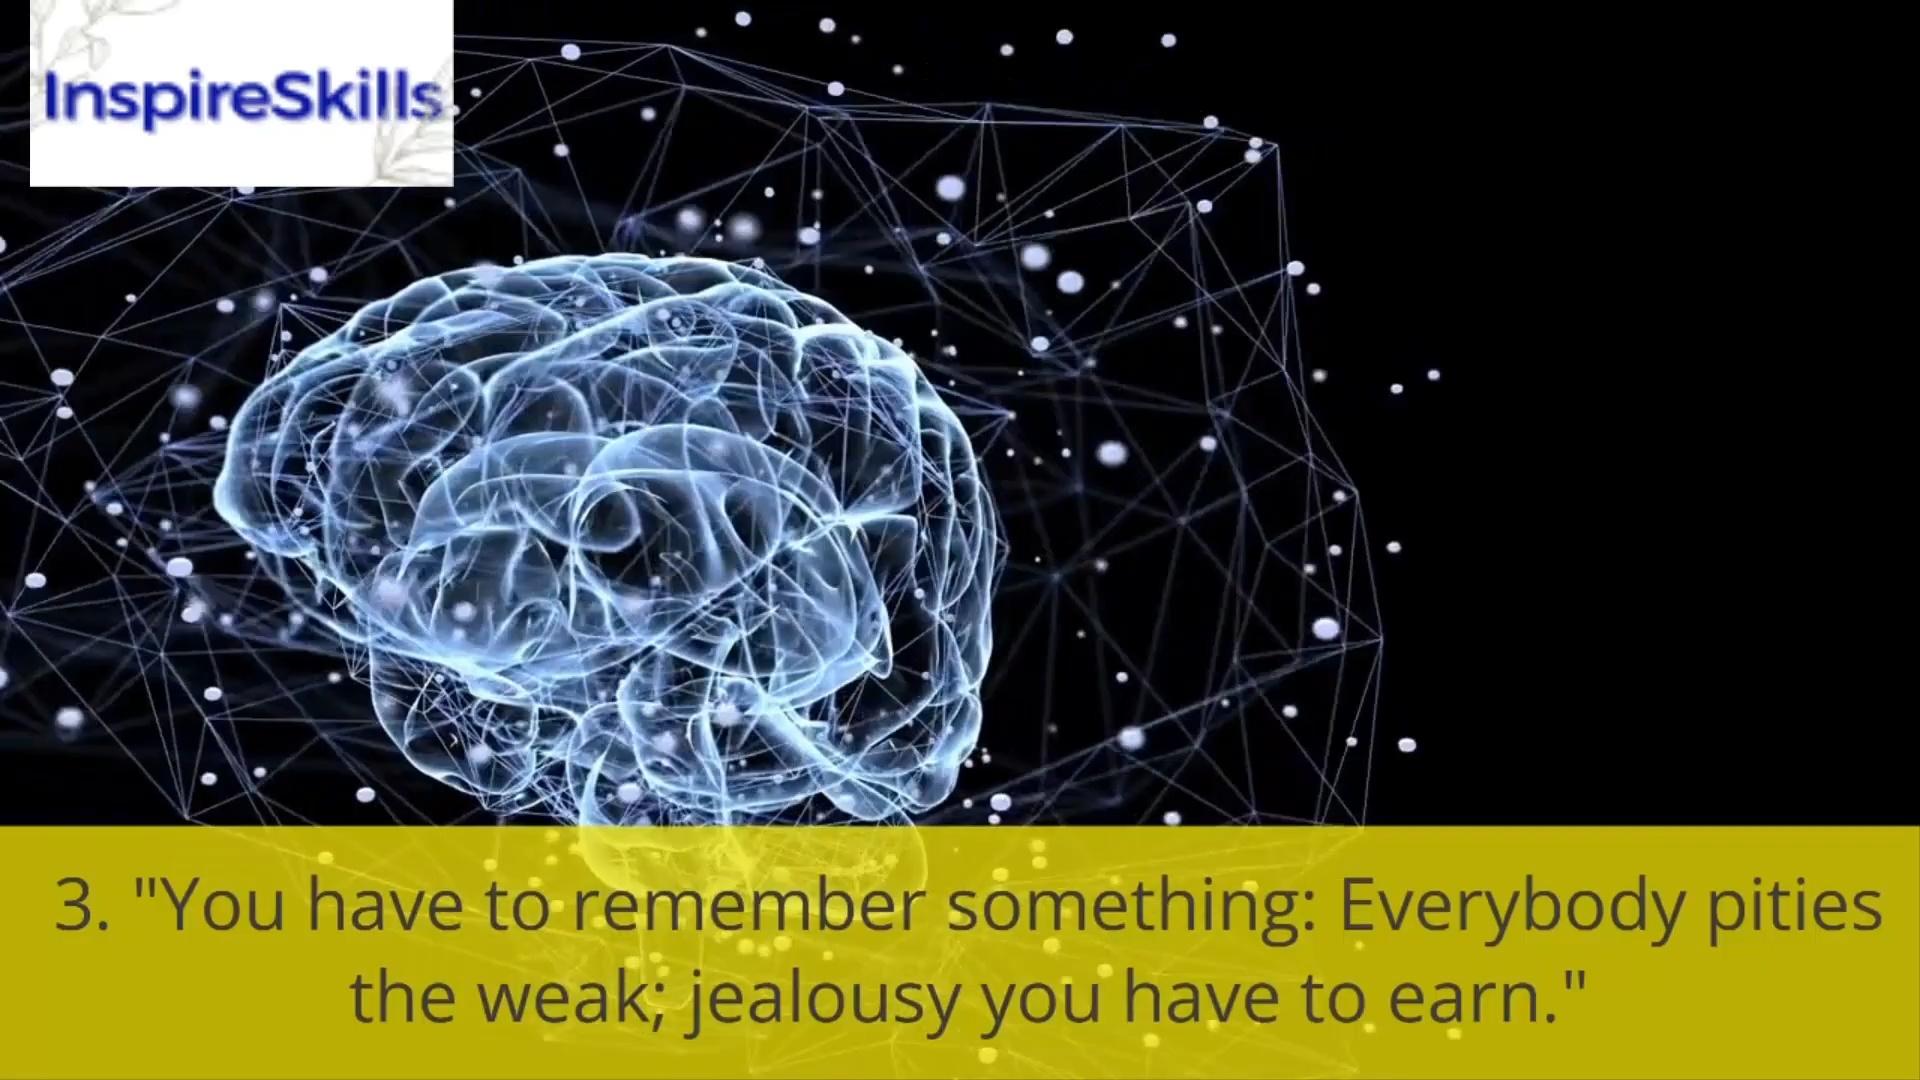 InspireSkills
3. "You have to remember something: Everybody pities
the weak; jealousy you have to earn."